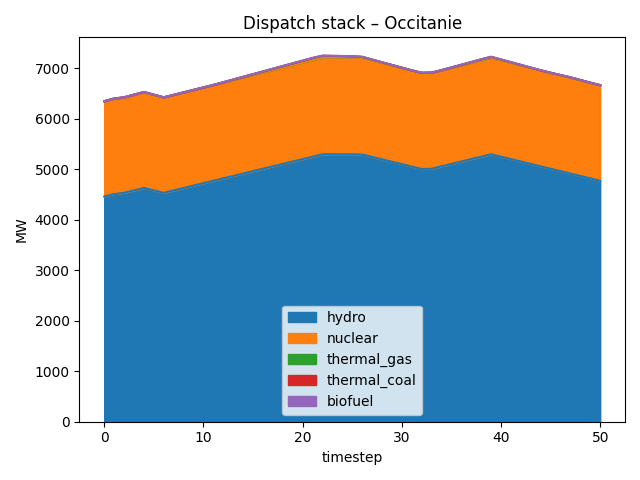 Dispatch stack – Occitanie
MW
7000
6000
5000
4000
3000
2000
1000
0
hydro
nuclear
thermal_gas
thermal_coal
biofuel
0 10 20 30 40 50
timestep